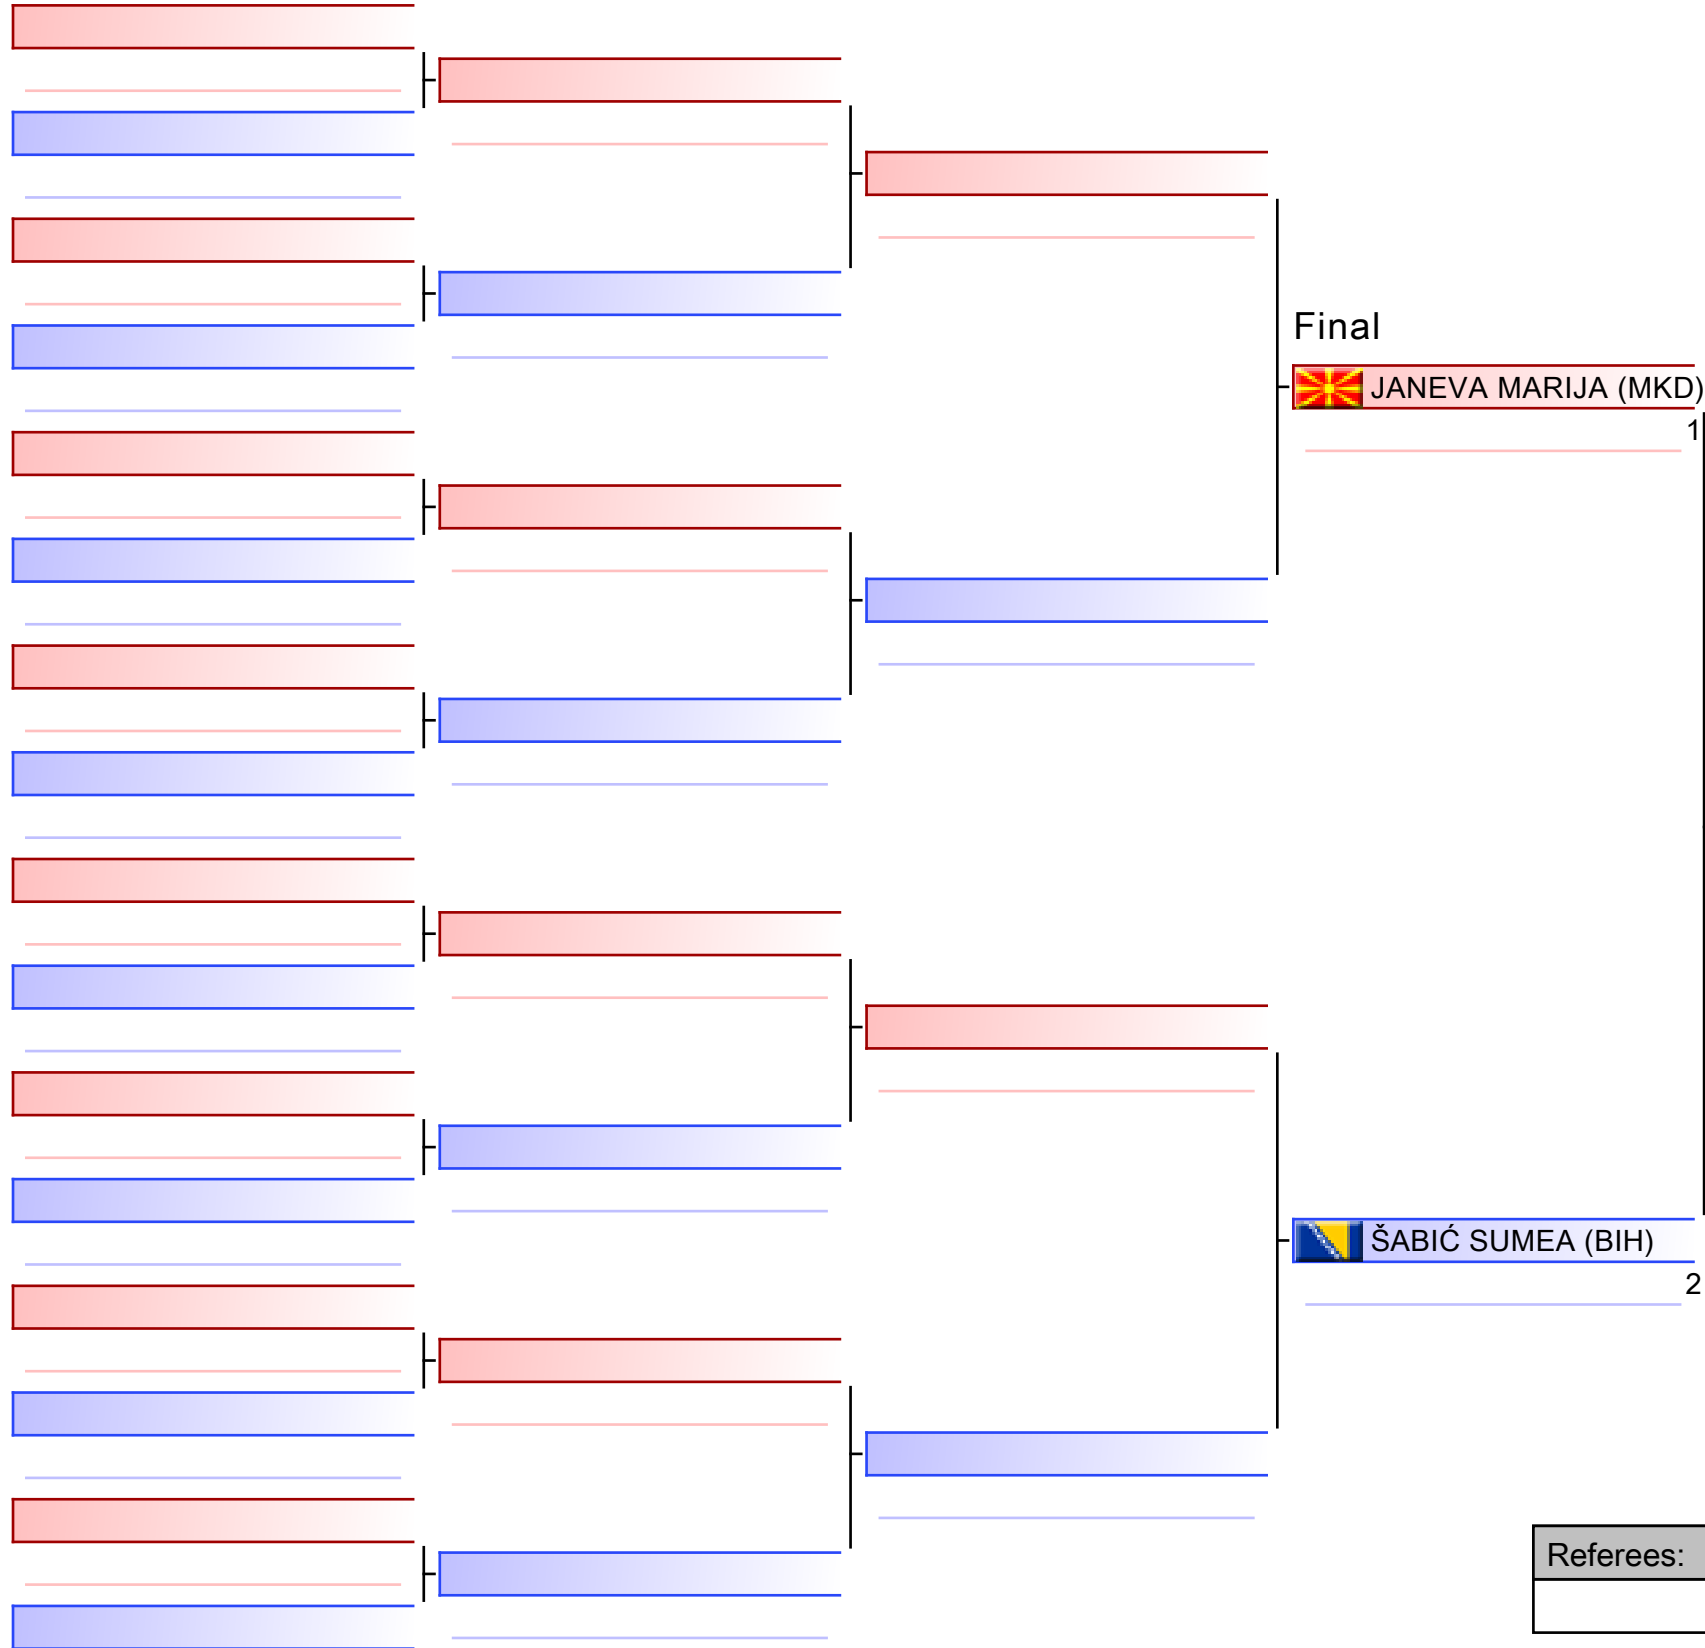 Final
JANEVA MARIJA (MKD)
1
ŠABIĆ SUMEA (BIH)
2
Referees: